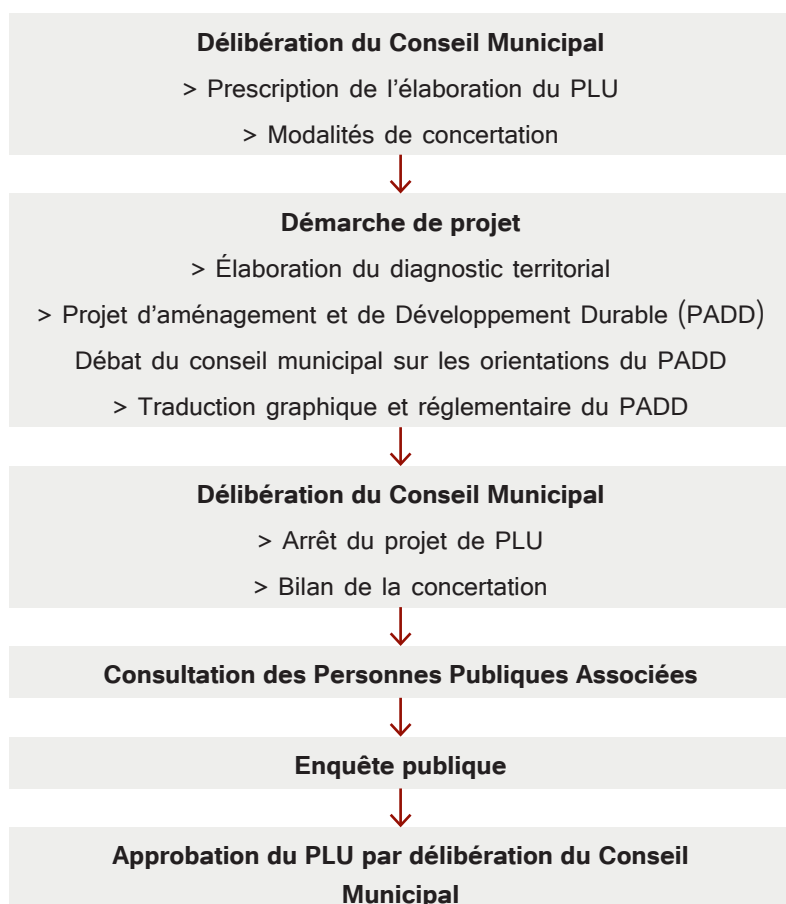 Délibération du Conseil Municipal
> Prescription de l'élaboration du PLU
> Modalités de concertation
Démarche de projet
> Élaboration du diagnostic territorial
> Projet d'aménagement et de Développement Durable (PADD)
Débat du conseil municipal sur les orientations du PADD
> Traduction graphique et réglementaire du PADD
Délibération du Conseil Municipal
> Arrêt du projet de PLU
> Bilan de la concertation
Consultation des Personnes Publiques Associées
Enquête publique
Approbation du PLU par délibération du Conseil
Municipal